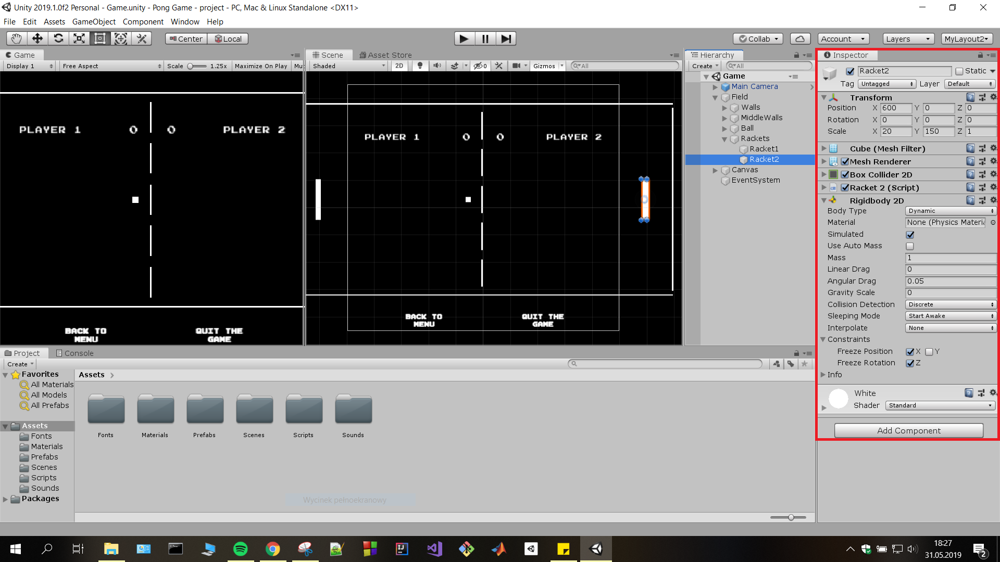 Unity 2019.1.0f2 Personal - Game.unity - Pong Game - project - PC, Mac & Linux Standalone <DX11>
File Edit Assets GameObject Component Window Help
Center Local Collab Account Layers MyLayout2
Game
Display 1 Free Aspect Scale 1.25x Maximize On Play Mu
PLAYER 1 0 0 PLAYER 2
BACK TO
MENU
QUIT THE
GAME
Scene Asset Store
Shaded 2D 0 Gizmos All
PLAYER 1 0 0 PLAYER 2
BACK TO
MENU
QUIT THE
GAME
Hierarchy
Create All
Game
Main Camera
Field
Walls
MiddleWalls
Ball
Rackets
Racket1
Racket2
Canvas
EventSystem
Inspector
Racket2 Static
Tag Untagged Layer Default
Transform
Position X 600 Y 0 Z 0
Rotation X 0 Y 0 Z 0
Scale X 20 Y 150 Z 1
Cube (Mesh Filter)
Mesh Renderer
Box Collider 2D
Racket 2 (Script)
Rigidbody 2D
Body Type Dynamic
Material None (Physics Materia
Simulated
Use Auto Mass
Mass 1
Linear Drag 0
Angular Drag 0.05
Gravity Scale 0
Collision Detection Discrete
Sleeping Mode Start Awake
Interpolate None
Constraints
Freeze Position X Y
Freeze Rotation Z
Info
White
Shader Standard
Add Component
Project Console
Create
Favorites
All Materials
All Models
All Prefabs
Assets
Fonts
Materials
Prefabs
Scenes
Scripts
Sounds
Packages
Assets
Fonts Materials Prefabs Scenes Scripts Sounds
Wycinek pełnoekranowy
18:27
31.05.2019
2